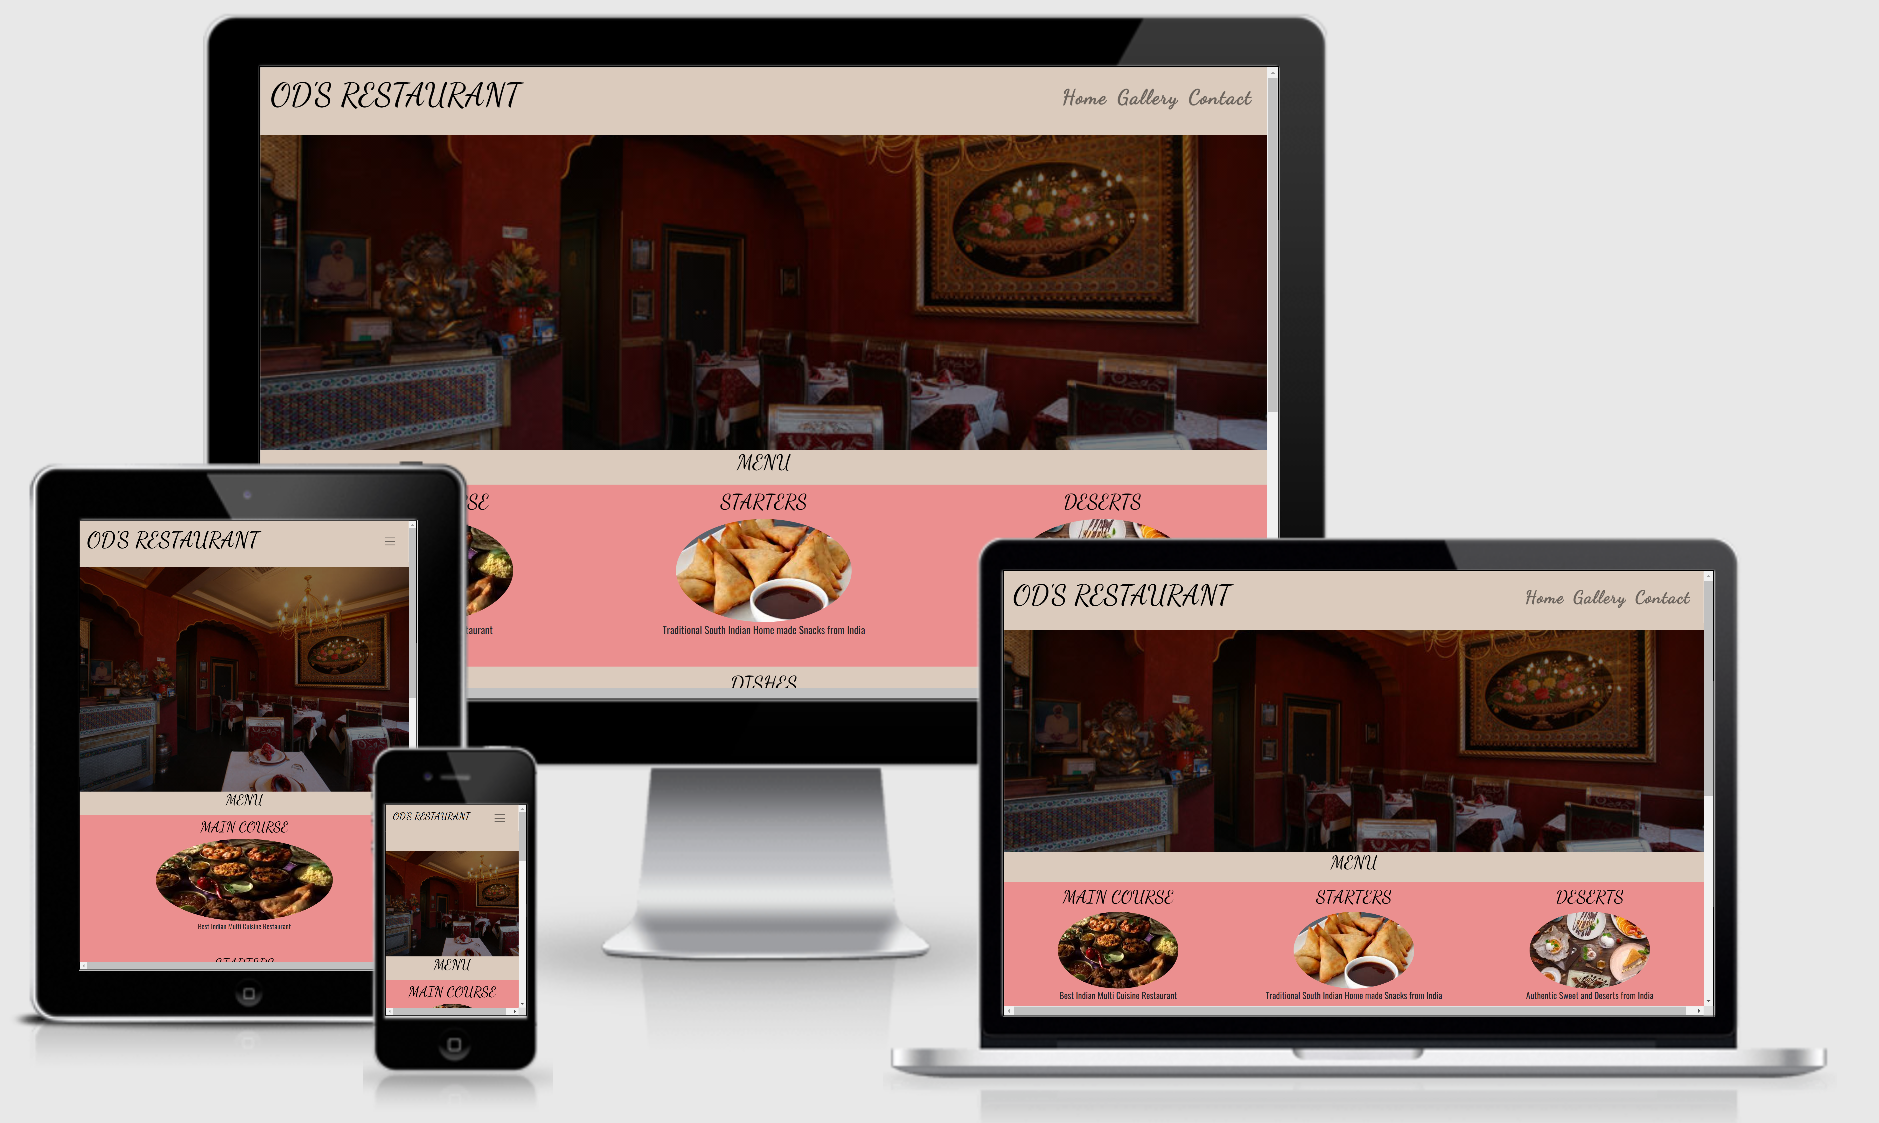 OD'S RESTAURANT
Home Gallery Contact
MENU
SE
STARTERS
DESERTS
taurant
Traditional South Indian Home made Snacks from India
DISHES
OD'S RESTAURANT
MENU
MAIN COURSE
Best Indian Multi Cuisine Restaurant
STARTERS
OD'S RESTAURANT
MENU
MAIN COURSE
OD'S RESTAURANT
Home Gallery Contact
MENU
MAIN COURSE
STARTERS
DESERTS
Best Indian Multi Cuisine Restaurant
Traditional South Indian Home made Snacks from India
Authentic Sweet and Deserts from India